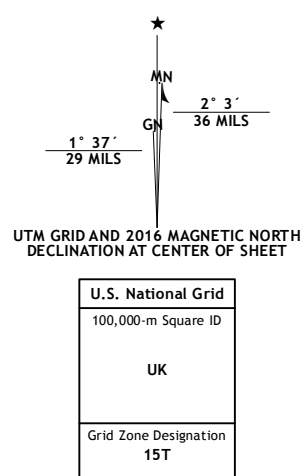 ★
MN
2° 3´
36 MILS
GN
1° 37´
29 MILS
UTM GRID AND 2016 MAGNETIC NORTH
DECLINATION AT CENTER OF SHEET
U.S. National Grid
100,000-m Square ID
UK
Grid Zone Designation
15T